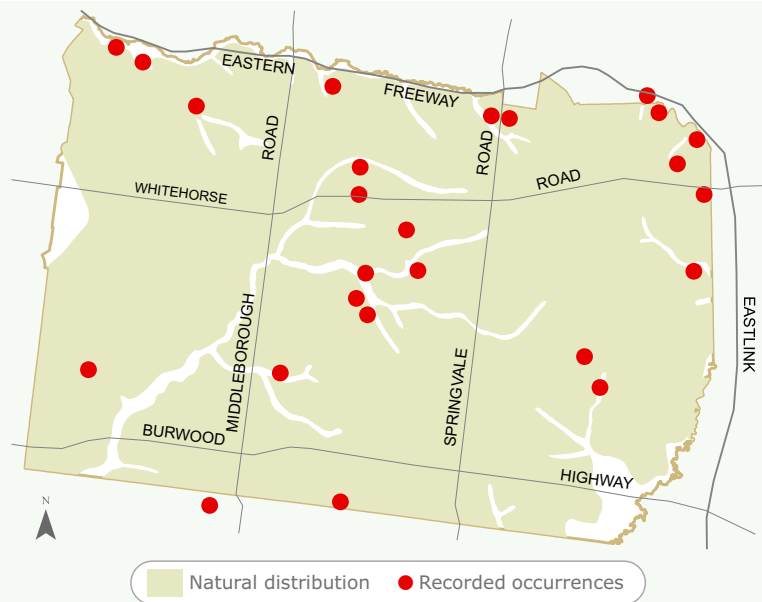 EASTERN
FREEWAY
ROAD
ROAD
WHITEHORSE
ROAD
MIDDLEBOROUGH
SPRINGVALE
EASTLINK
BURWOOD
HIGHWAY
N
Natural distribution
Recorded occurrences